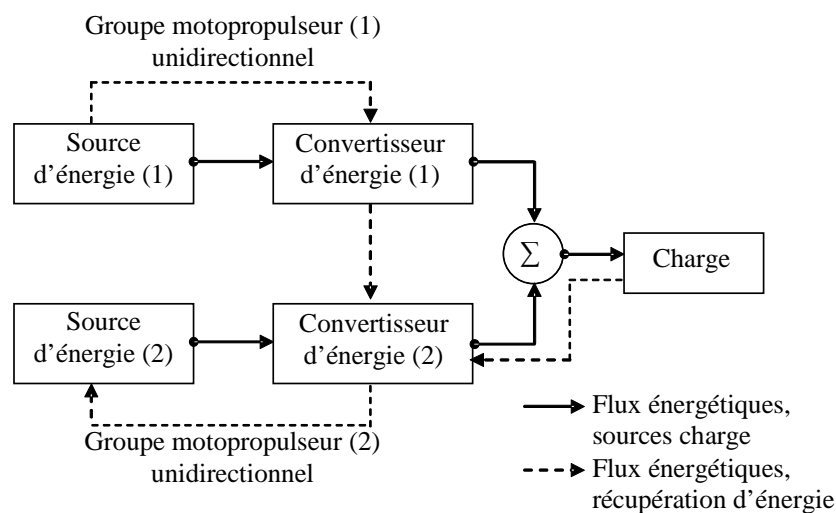 Groupe motopropulseur (1)
unidirectionnel
Source
d'énergie (1)
Convertisseur
d'énergie (1)
Σ
Charge
Source
d'énergie (2)
Convertisseur
d'énergie (2)
Groupe motopropulseur (2)
unidirectionnel
Flux énergétiques,
sources charge
Flux énergétiques,
récupération d'énergie